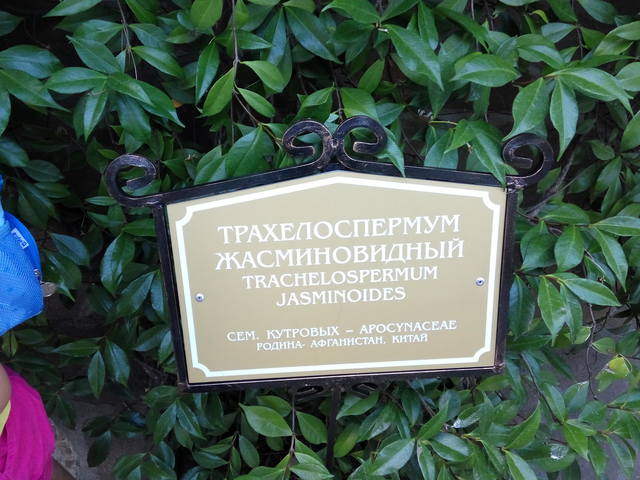 ТРАХЕЛОСПЕРМУМ
ЖАСМИНОВИДНЫЙ
TRACHELOSPERMUM
JASMINOIDES
СЕМ. КУТРОВЫХ – APOCYNACEAE
РОДИНА- АФГАНИСТАН, КИТАЙ